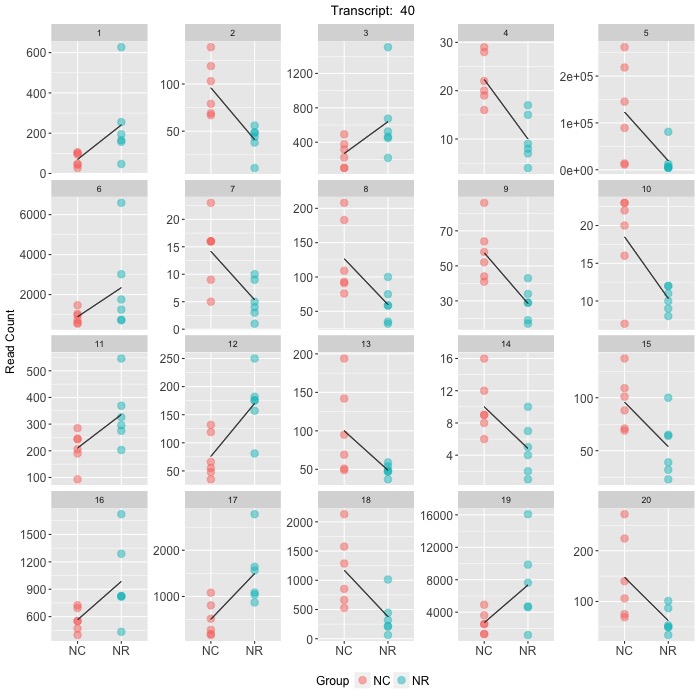 Transcript: 40
1 2 3 4 5
600 400 200 0
100 50
1200 800 400
30 20 10
2e+05 1e+05 0e+00
6 7 8 9 10
6000 4000 2000
20 15 10 5 0
200 150 100 50
70 50 30
20 15 10
Read Count
11 12 13 14 15
500 400 300 200 100
250 200 150 100 50
200 150 100 50
16 12 8 4
100 50
16 17 18 19 20
1500 1200 900 600
2000 1000
2000 1500 1000 500 0
16000 12000 8000 4000
200 100
NC NR NC NR NC NR NC NR NC NR
Group NC NR